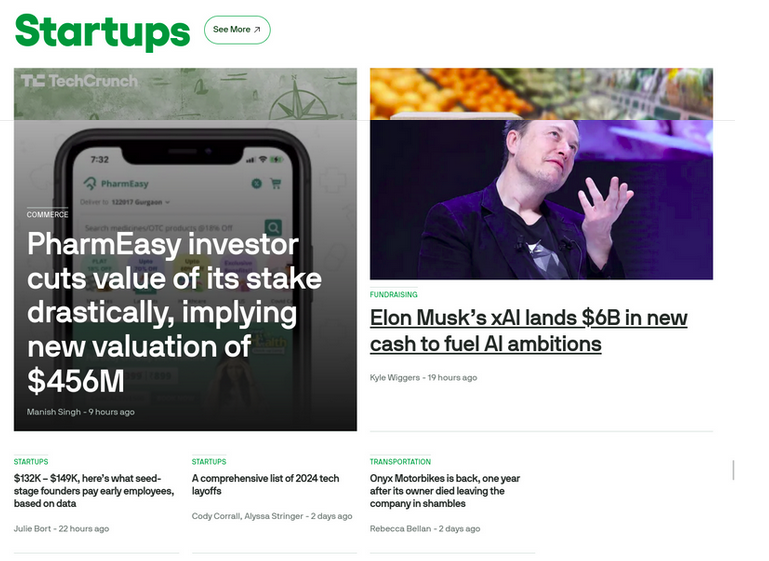 Startups
See More ↗
TechCrunch
7:32
PharmEasy
Deliver to 122017 Gurgaon
Search medicines/OTC products @18% Off
COMMERCE
PharmEasy investor
cuts value of its stake
drastically, implying
new valuation of
$456M
Manish Singh - 9 hours ago
FUNDRAISING
Elon Musk’s xAI lands $6B in new
cash to fuel AI ambitions
Kyle Wiggers - 19 hours ago
STARTUPS
$132K – $149K, here’s what seed-
stage founders pay early employees,
based on data
Julie Bort - 22 hours ago
STARTUPS
A comprehensive list of 2024 tech
layoffs
Cody Corrall, Alyssa Stringer - 2 days ago
TRANSPORTATION
Onyx Motorbikes is back, one year
after its owner died leaving the
company in shambles
Rebecca Bellan - 2 days ago